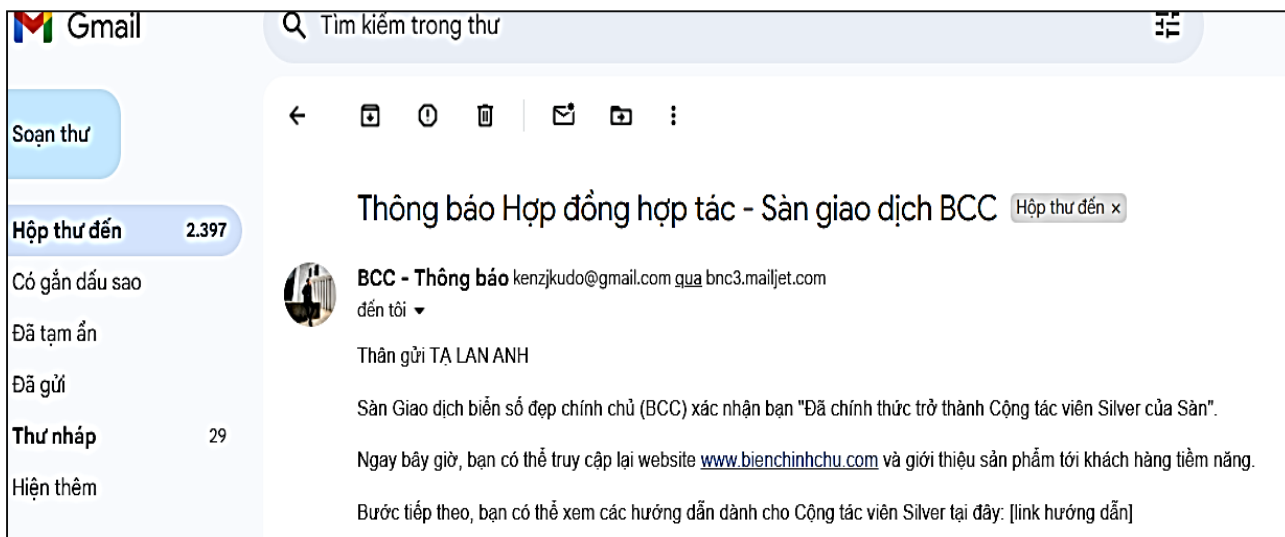 Gmail
Tìm kiếm trong thư
Soạn thư
Hộp thư đến 2.397
Có gắn dấu sao
Đã tạm ẩn
Đã gửi
Thư nháp 29
Hiện thêm
Thông báo Hợp đồng hợp tác - Sàn giao dịch BCC Hộp thư đến ×
BCC - Thông báo kenzjkudo@gmail.com qua bnc3.mailjet.com
đến tôi
Thân gửi TẠ LAN ANH
Sàn Giao dịch biển số đẹp chính chủ (BCC) xác nhận bạn "Đã chính thức trở thành Cộng tác viên Silver của Sàn".
Ngay bây giờ, bạn có thể truy cập lại website www.bienchinhchu.com và giới thiệu sản phẩm tới khách hàng tiềm năng.
Bước tiếp theo, bạn có thể xem các hướng dẫn dành cho Cộng tác viên Silver tại đây: [link hướng dẫn]